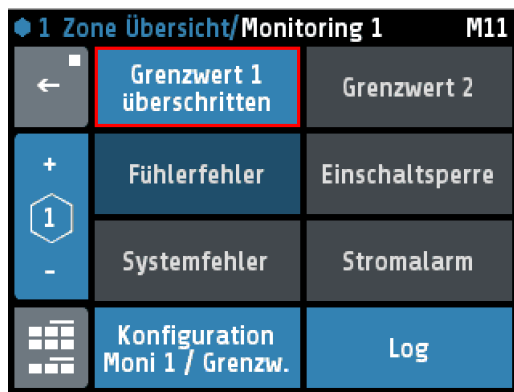 1 Zone Übersicht/Monitoring 1 M11
Grenzwert 1
überschritten
Grenzwert 2
+
1
-
Fühlerfehler
Einschaltsperre
Systemfehler
Stromalarm
Konfiguration
Moni 1 / Grenzw.
Log